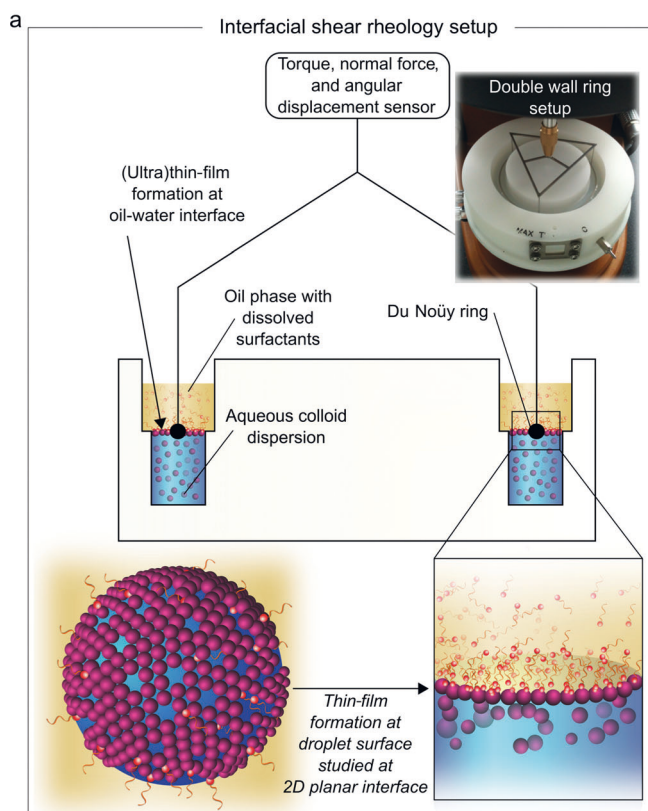 a
Interfacial shear rheology setup
Torque, normal force,
and angular
displacement sensor
Double wall ring
setup
MAX T
(Ultra)thin-film
formation at
oil-water interface
Oil phase with
dissolved
surfactants
Du Noüy ring
Aqueous colloid
dispersion
Thin-film
formation at
droplet surface
studied at
2D planar interface